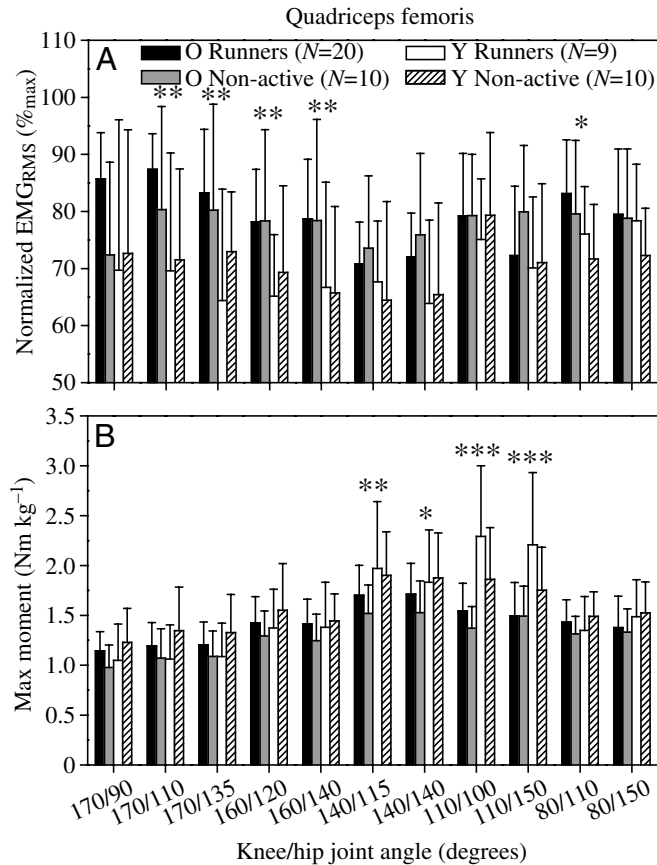 Quadriceps femoris
A
O Runners (N=20)
Y Runners (N=9)
O Non-active (N=10)
Y Non-active (N=10)
Normalized EMGRMS (%max)
110
100
90
80
70
60
50
** ** ** ** *
B
Max moment (Nm kg−1)
3.5
3.0
2.5
2.0
1.5
1.0
0.5
0
** * *** ***
170/90 170/110 170/135 160/120 160/140 140/115 140/140 110/100 110/150 80/110 80/150
Knee/hip joint angle (degrees)